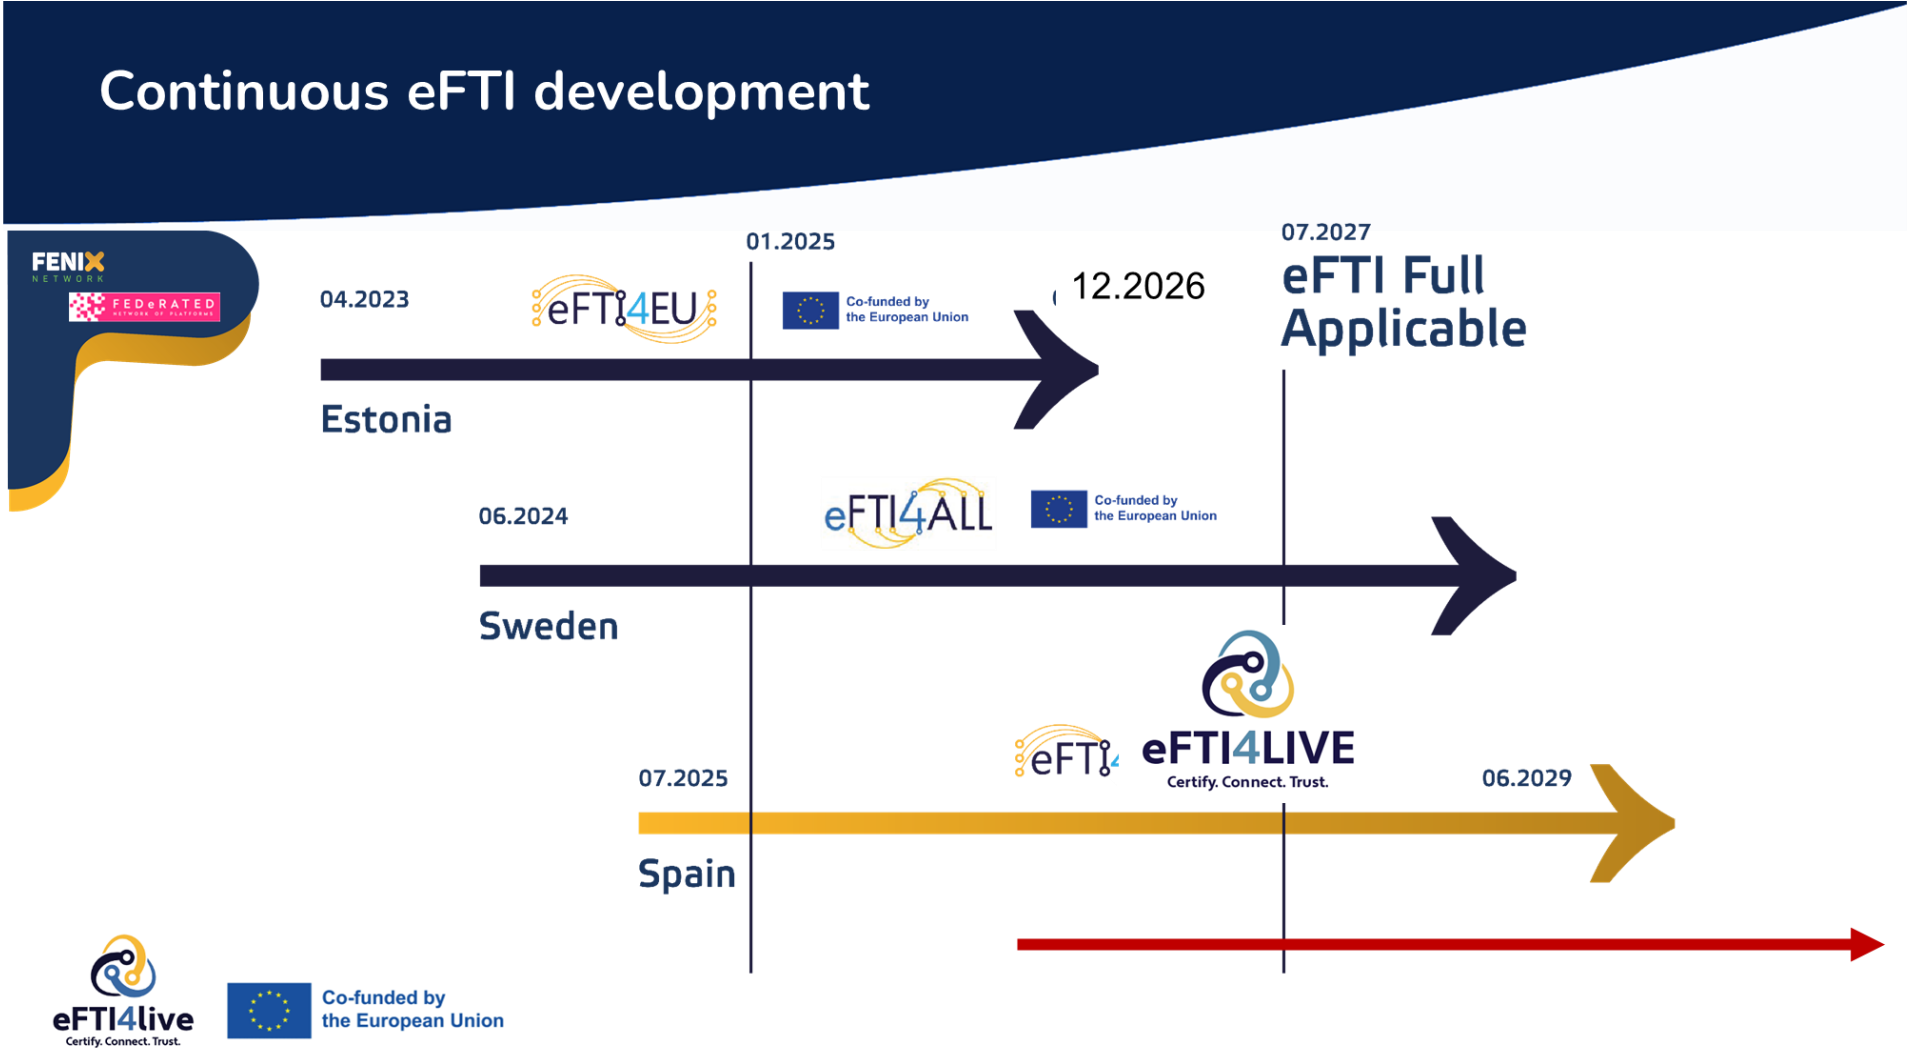 Continuous eFTI development
FENIX
NETWORK
FEDeRATED
NETWORK OF PLATFORMS
04.2023
eFTI4EU
01.2025
Co-funded by
the European Union
12.2026
07.2027
eFTI Full
Applicable
Estonia
06.2024
eFTI4ALL
Co-funded by
the European Union
Sweden
07.2025
eFTI4
eFTI4LIVE
Certify. Connect. Trust.
06.2029
Spain
eFTI4live
Certify. Connect. Trust.
Co-funded by
the European Union